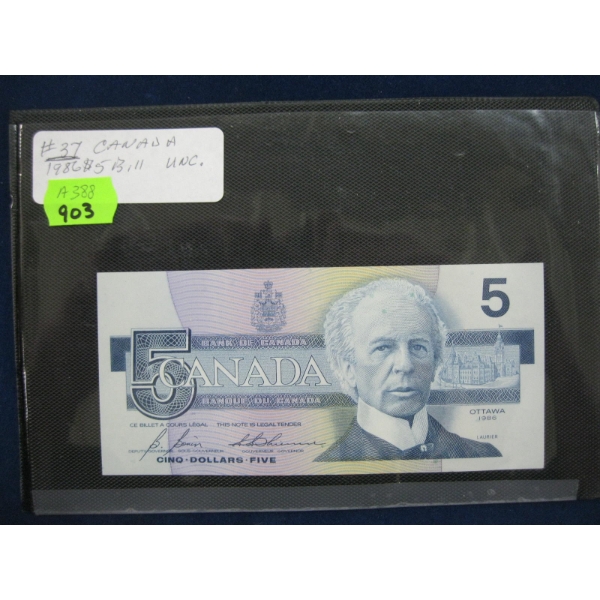 #37 CANADA
1986 $5 Bill UNC.
A388
903
5
BANK OF CANADA
5 CANADA
BANQUE DU CANADA
OTTAWA
1986
CE BILLET A COURS LÉGAL THIS NOTE IS LEGAL TENDER
LAURIER
CINQ·DOLLARS·FIVE